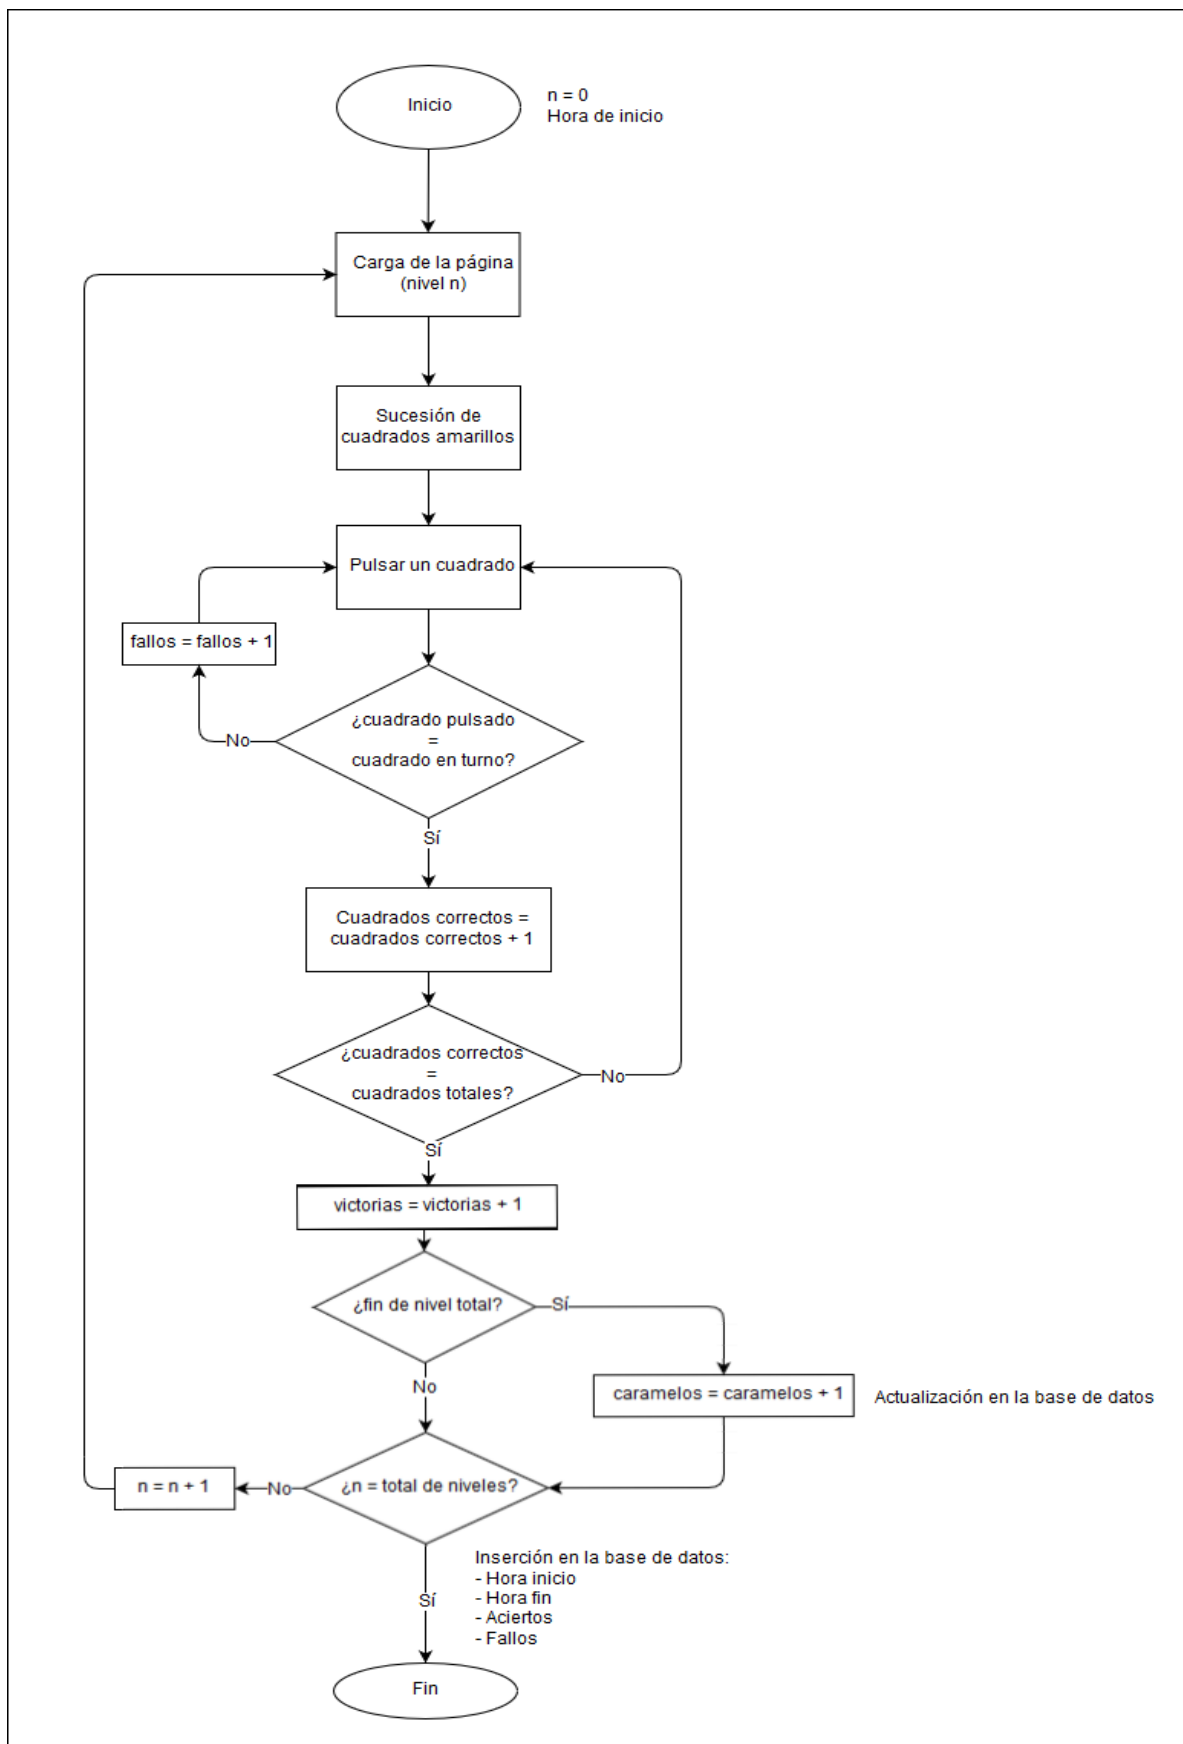 Inicio
n = 0
Hora de inicio
Carga de la página
(nivel n)
Sucesión de
cuadrados amarillos
Pulsar un cuadrado
fallos = fallos + 1
¿cuadrado pulsado
=
cuadrado en turno?
No
Sí
Cuadrados correctos =
cuadrados correctos + 1
¿cuadrados correctos
=
cuadrados totales?
No
Sí
victorias = victorias + 1
¿fin de nivel total?
Sí
No
caramelos = caramelos + 1
Actualización en la base de datos
¿n = total de niveles?
No
n = n + 1
Sí
Inserción en la base de datos:
- Hora inicio
- Hora fin
- Aciertos
- Fallos
Fin